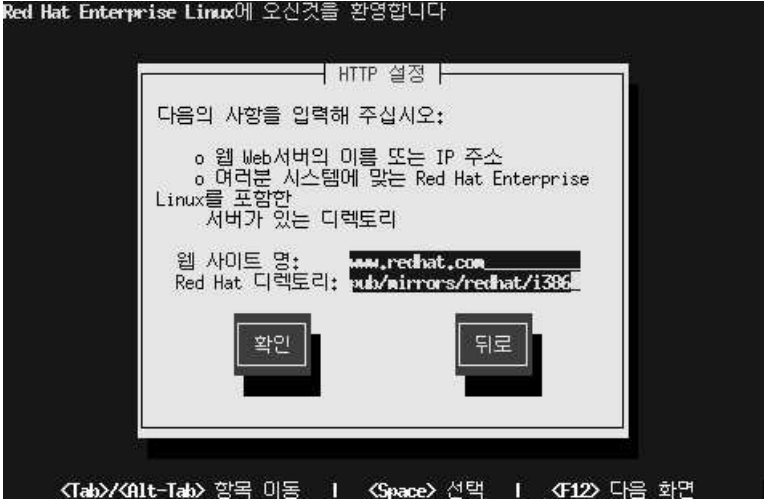 Red Hat Enterprise Linux에 오신것을 환영합니다
HTTP 설정
다음의 사항을 입력해 주십시오:
o 웹 Web서버의 이름 또는 IP 주소
o 여러분 시스템에 맞는 Red Hat Enterprise
Linux를 포함한
서버가 있는 디렉토리
웹 사이트 명: www.redhat.com
Red Hat 디렉토리: pub/mirrors/redhat/i386
확인 뒤로
<Tab>/<Alt-Tab> 항목 이동 | <Space> 선택 | <F12> 다음 화면